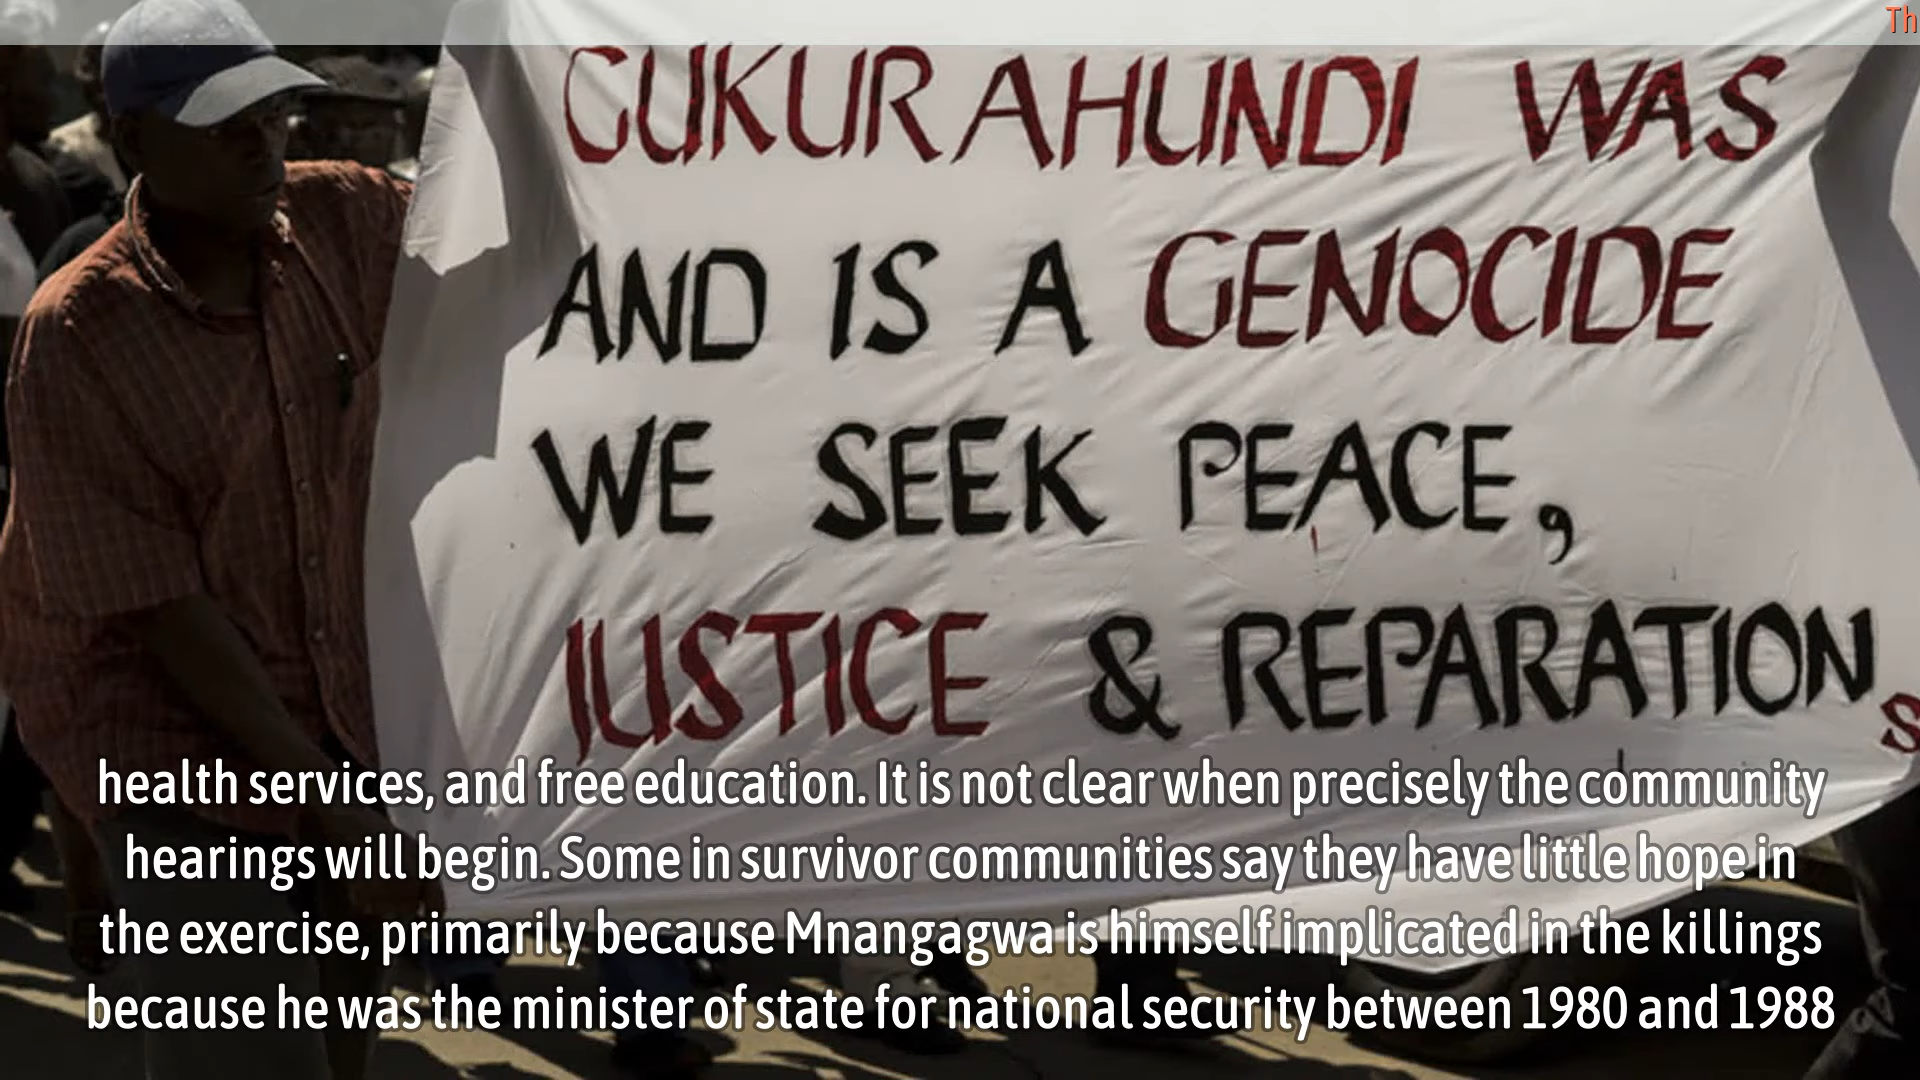 Th
GUKURAHUNDI WAS
AND IS A GENOCIDE
WE SEEK PEACE,
JUSTICE & REPARATIONS
health services, and free education. It is not clear when precisely the community
hearings will begin. Some in survivor communities say they have little hope in
the exercise, primarily because Mnangagwa is himself implicated in the killings
because he was the minister of state for national security between 1980 and 1988